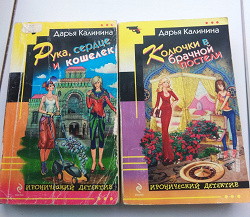 Дарья Калинина
Рука, сердце
и кошелек
ИРОНИЧЕСКИЙ ДЕТЕКТИВ
Дарья Калинина
Колючки в
брачной
постели
ИРОНИЧЕСКИЙ ДЕТЕКТИВ